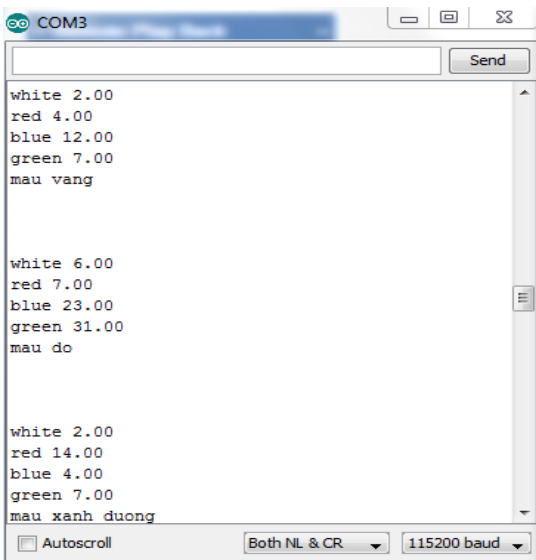 COM3
Send
white 2.00
red 4.00
blue 12.00
green 7.00
mau vang
white 6.00
red 7.00
blue 23.00
green 31.00
mau do
white 2.00
red 14.00
blue 4.00
green 7.00
mau xanh duong
Autoscroll
Both NL & CR
115200 baud